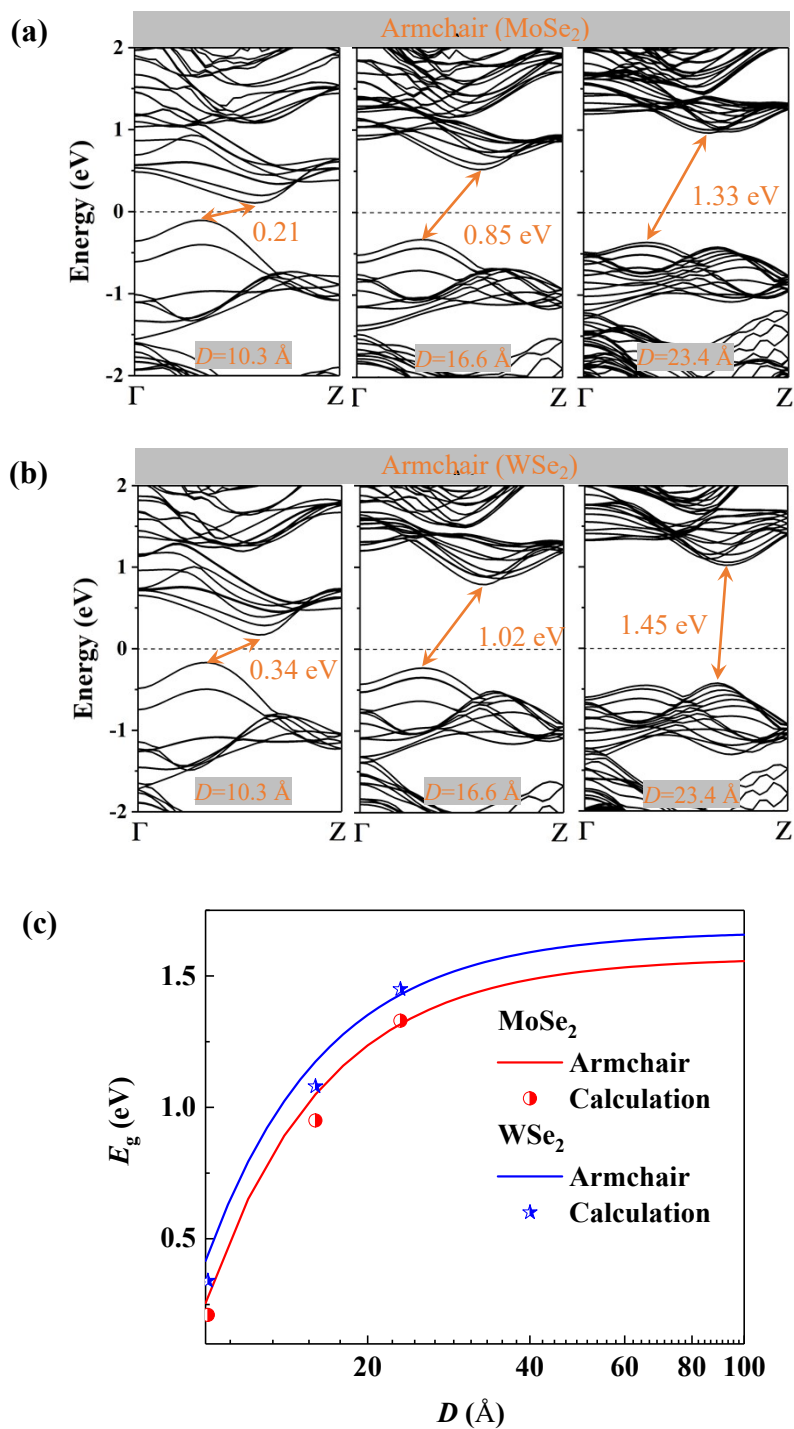 (a)
Armchair (MoSe₂)
Energy (eV)
2
1
0
-1
-2
0.21
0.85 eV
1.33 eV
D=10.3 Å
D=16.6 Å
D=23.4 Å
Γ Z Γ Z Γ Z
(b)
Armchair (WSe₂)
Energy (eV)
2
1
0
-1
-2
0.34 eV
1.02 eV
1.45 eV
D=10.3 Å
D=16.6 Å
D=23.4 Å
Γ Z Γ Z Γ Z
(c)
E₉ (eV)
1.5
1.0
0.5
MoSe₂
Armchair
Calculation
WSe₂
Armchair
Calculation
20 40 60 80 100
D (Å)